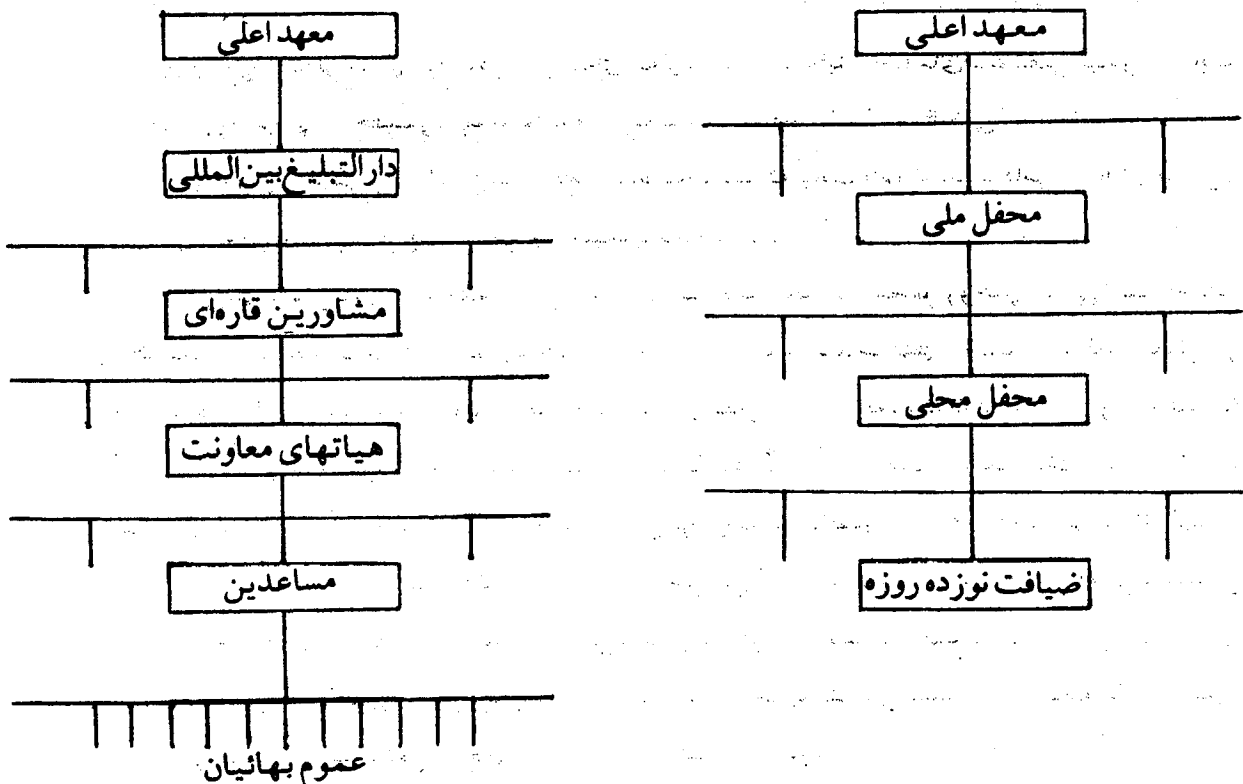 معهد اعلی
محفل ملی
محفل محلی
ضیافت نوزده روزه
معهد اعلی
دارالتبلیغ بین‌المللی
مشاورین قاره‌ای
هیاتهای معاونت
مساعدین
عموم بهائیان